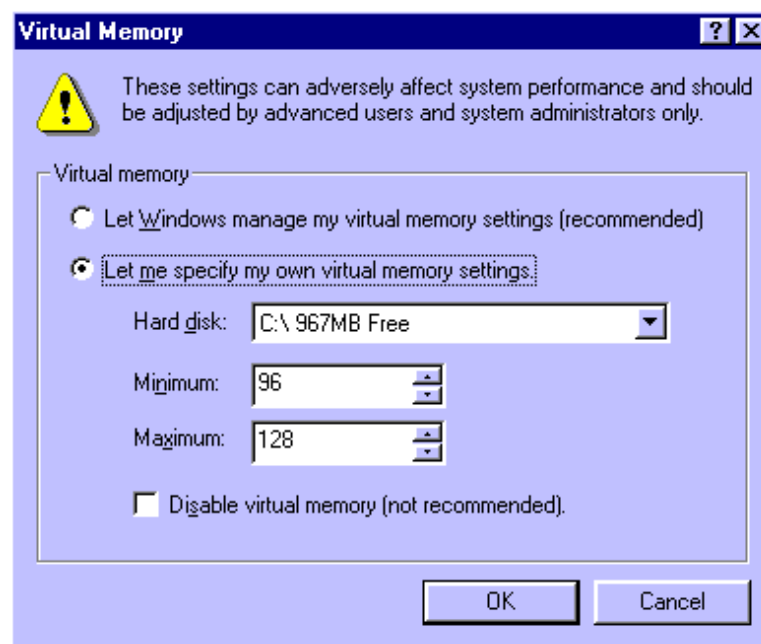 Virtual Memory
These settings can adversely affect system performance and should
be adjusted by advanced users and system administrators only.
Virtual memory
Let Windows manage my virtual memory settings (recommended)
Let me specify my own virtual memory settings.
Hard disk: C:\ 967MB Free
Minimum: 96
Maximum: 128
Disable virtual memory (not recommended).
OK Cancel